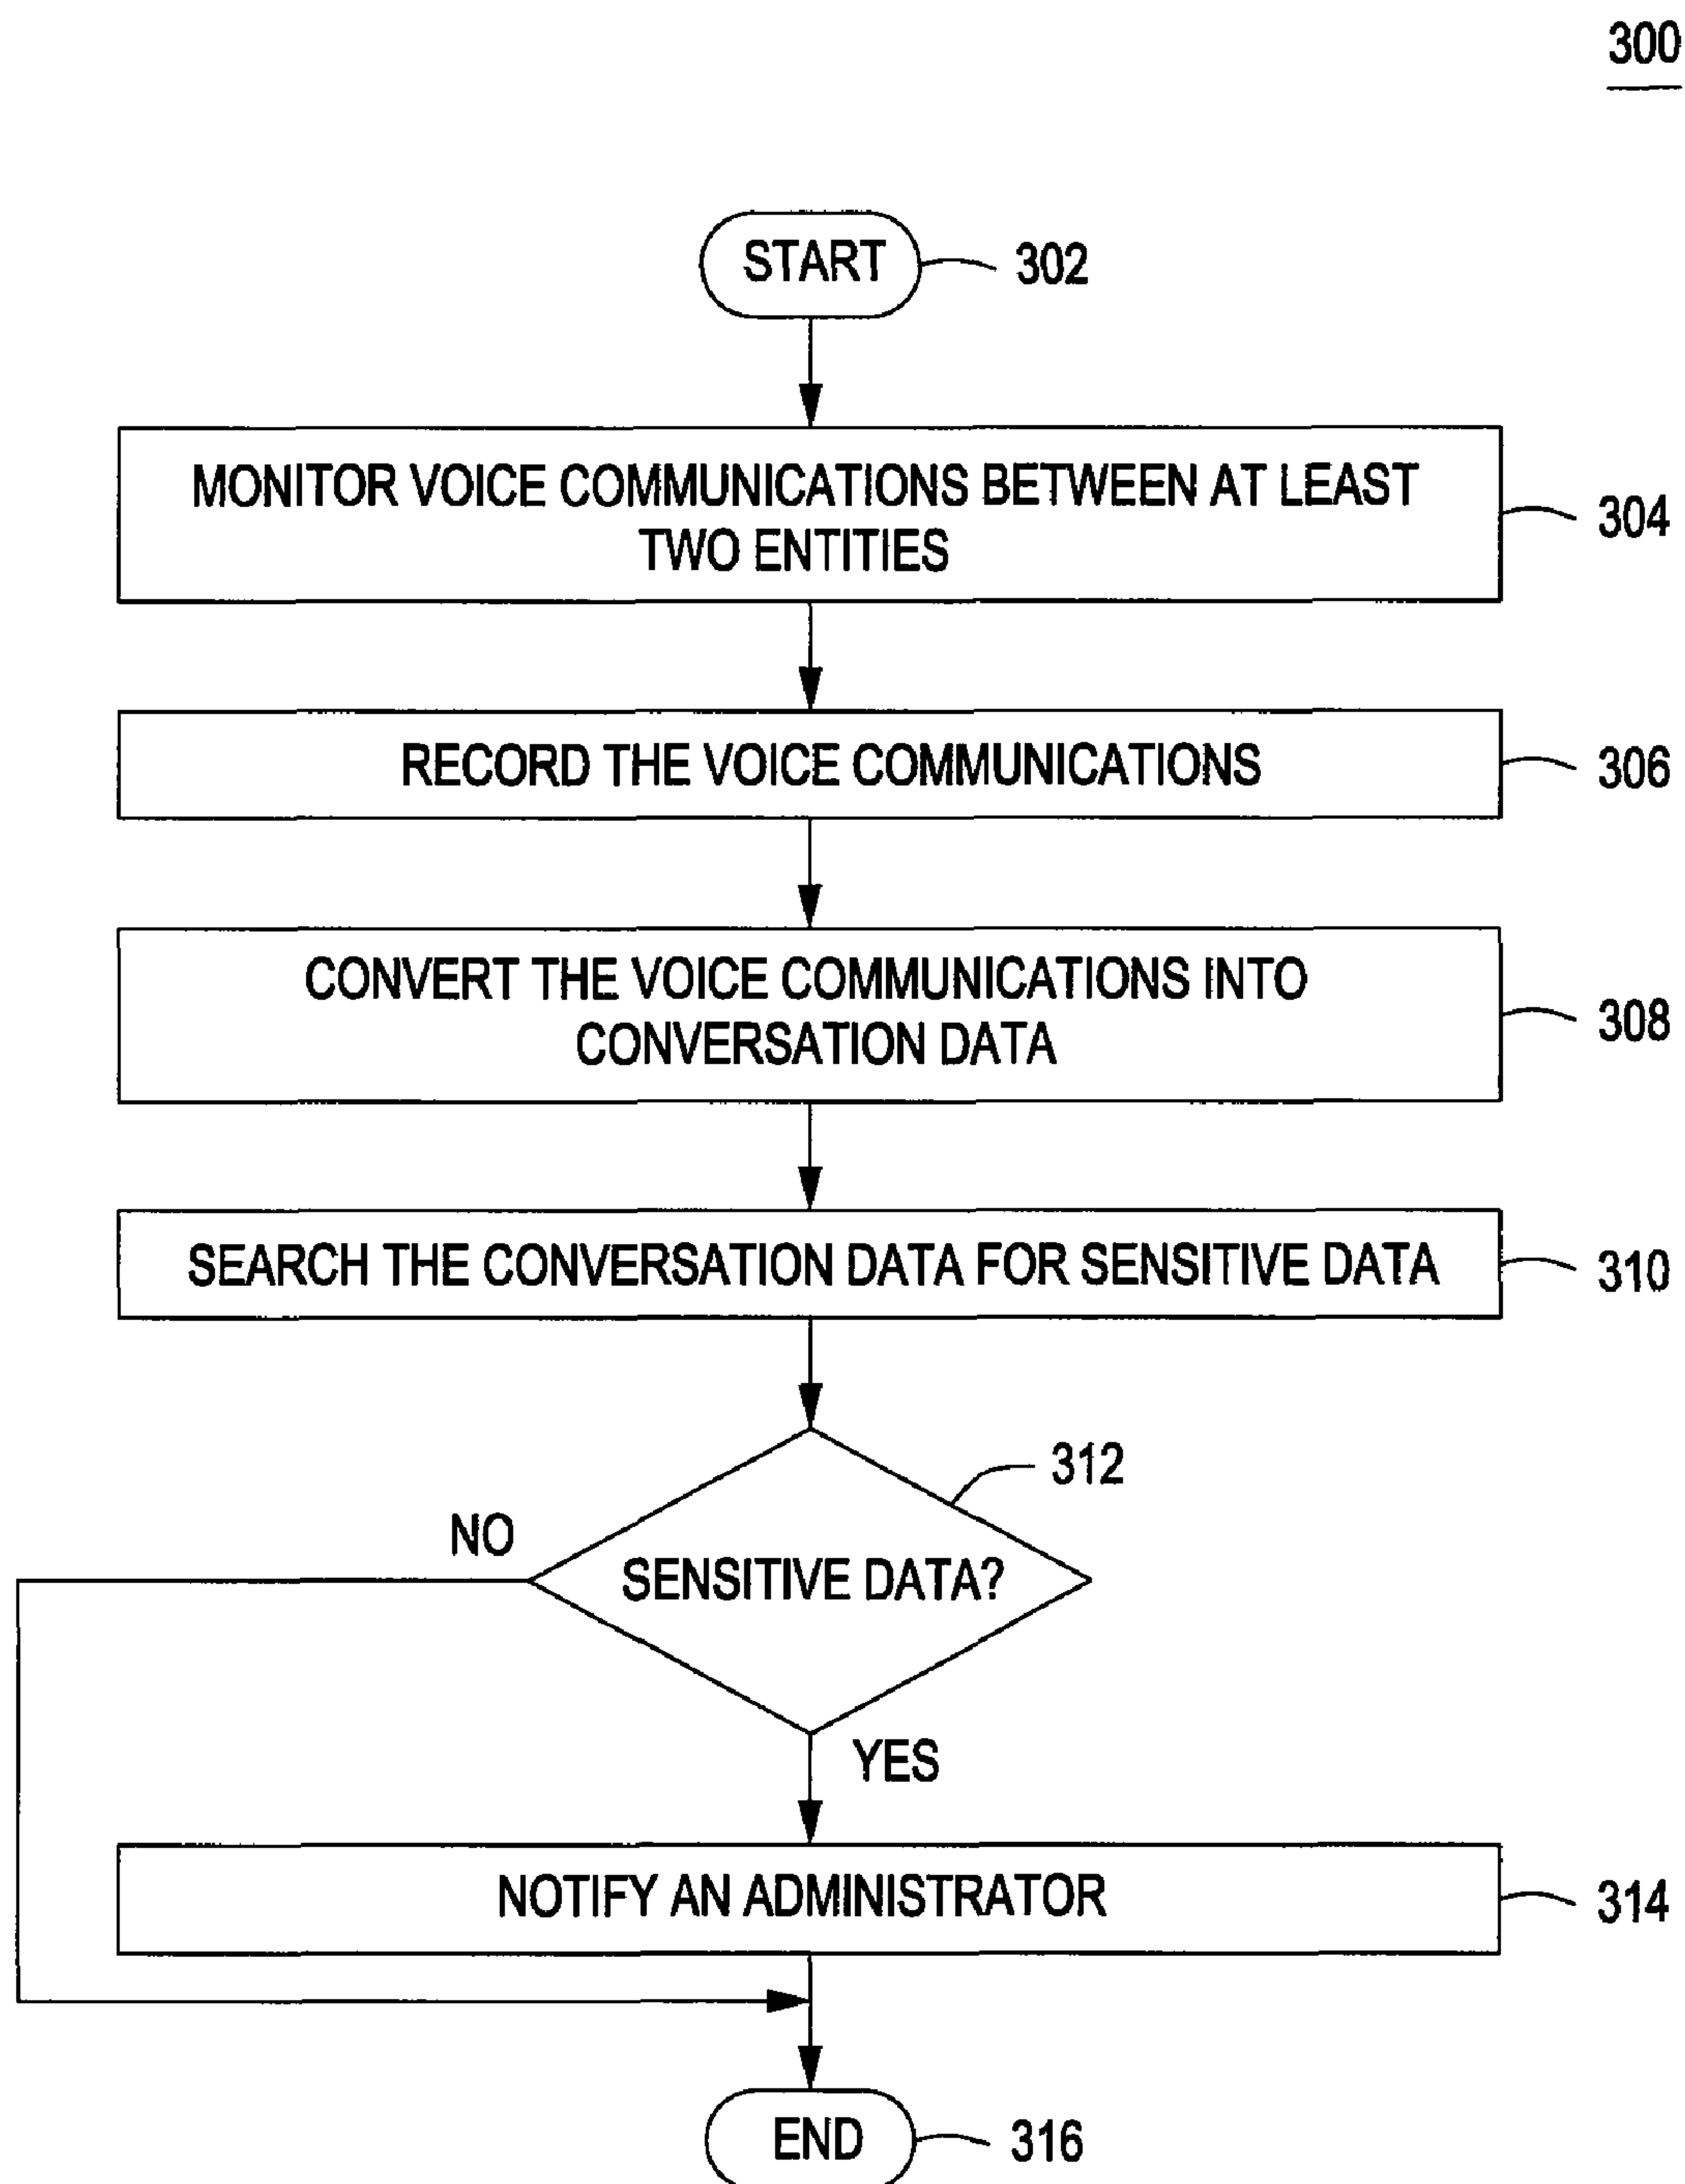 300
START
302
MONITOR VOICE COMMUNICATIONS BETWEEN AT LEAST
TWO ENTITIES
304
RECORD THE VOICE COMMUNICATIONS
306
CONVERT THE VOICE COMMUNICATIONS INTO
CONVERSATION DATA
308
SEARCH THE CONVERSATION DATA FOR SENSITIVE DATA
310
312
NO
SENSITIVE DATA?
YES
NOTIFY AN ADMINISTRATOR
314
END
316